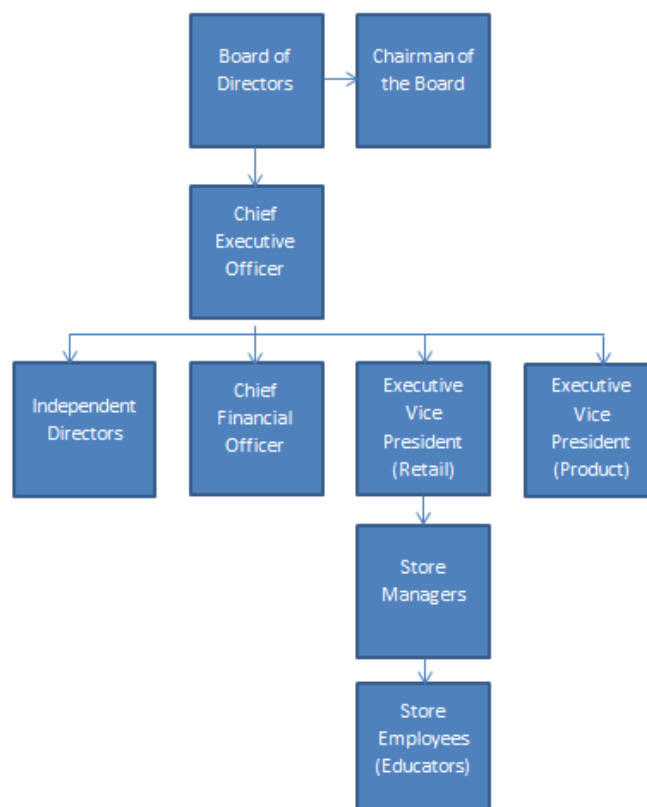 Board of
Directors
Chairman of
the Board
Chief
Executive
Officer
Independent
Directors
Chief
Financial
Officer
Executive
Vice
President
(Retail)
Executive
Vice
President
(Product)
Store
Managers
Store
Employees
(Educators)